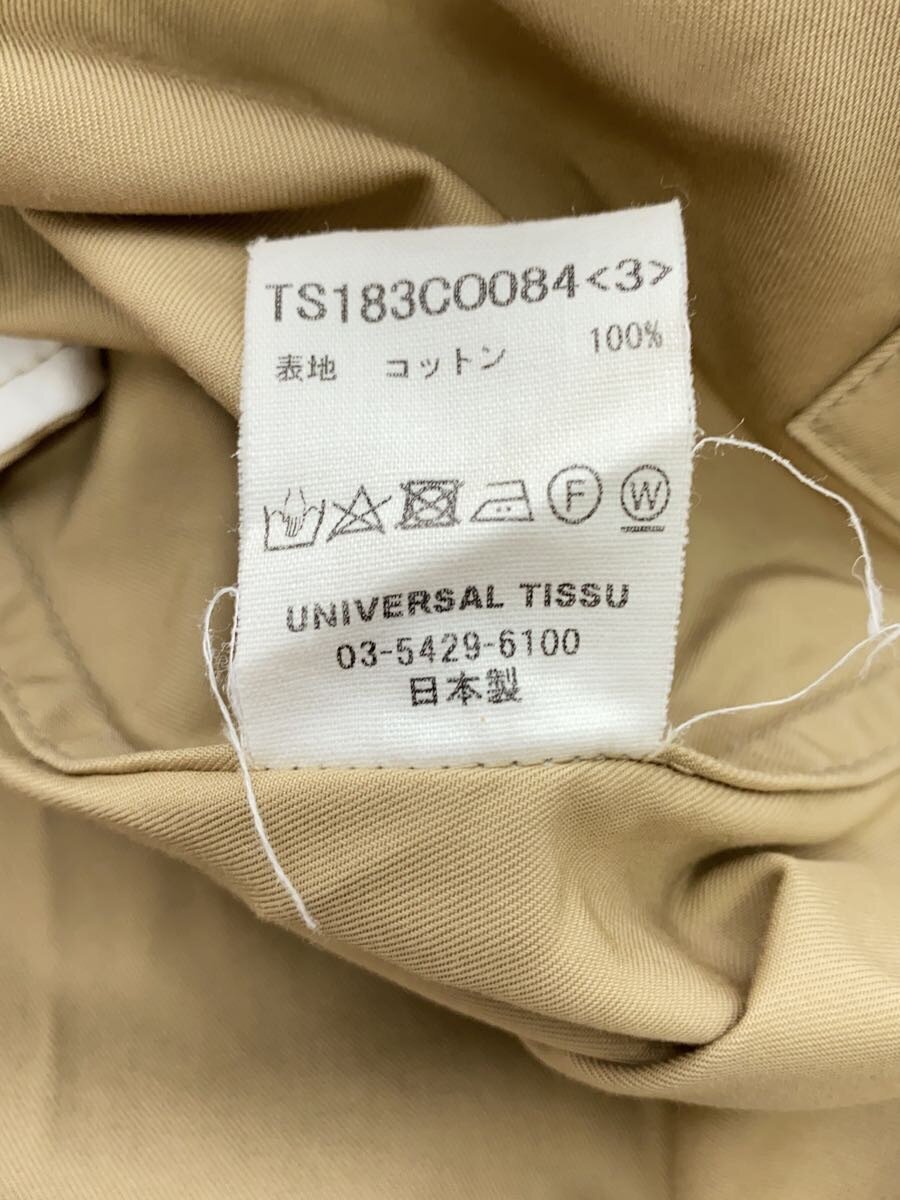 TS183CO084<3>
表地 コットン 100%
F W
UNIVERSAL TISSU
03-5429-6100
日本製